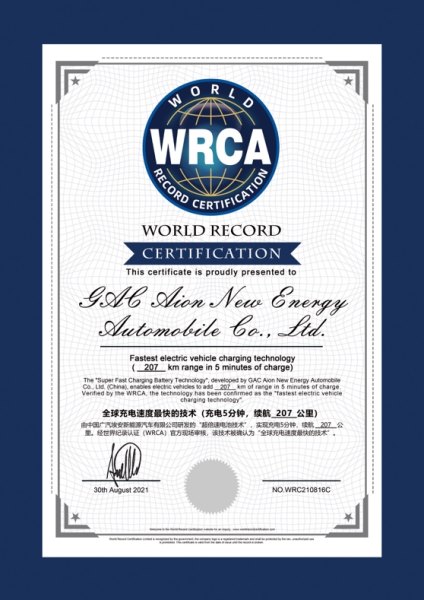 WORLD
WRCA
RECORD CERTIFICATION
WORLD RECORD
CERTIFICATION
This certificate is proudly presented to
GAC Aion New Energy
Automobile Co., Ltd.
Fastest electric vehicle charging technology
( 207 km range in 5 minutes of charge)
The "Super Fast Charging Battery Technology", developed by GAC Aion New Energy Automobile
Co., Ltd. (China), enables electric vehicles to add 207 km of range in 5 minutes of charge.
Verified by the WRCA, the technology has been confirmed as the "fastest electric vehicle
charging technology".
全球充电速度最快的技术（充电5分钟，续航 207 公里）
由中国广汽埃安新能源汽车有限公司研发的“超倍速电池技术”，实现充电5分钟，续航 207 公
里。经世界纪录认证（WRCA）官方现场审核，该技术被确认为“全球充电速度最快的技术”。
30th August 2021
NO.WRC210816C